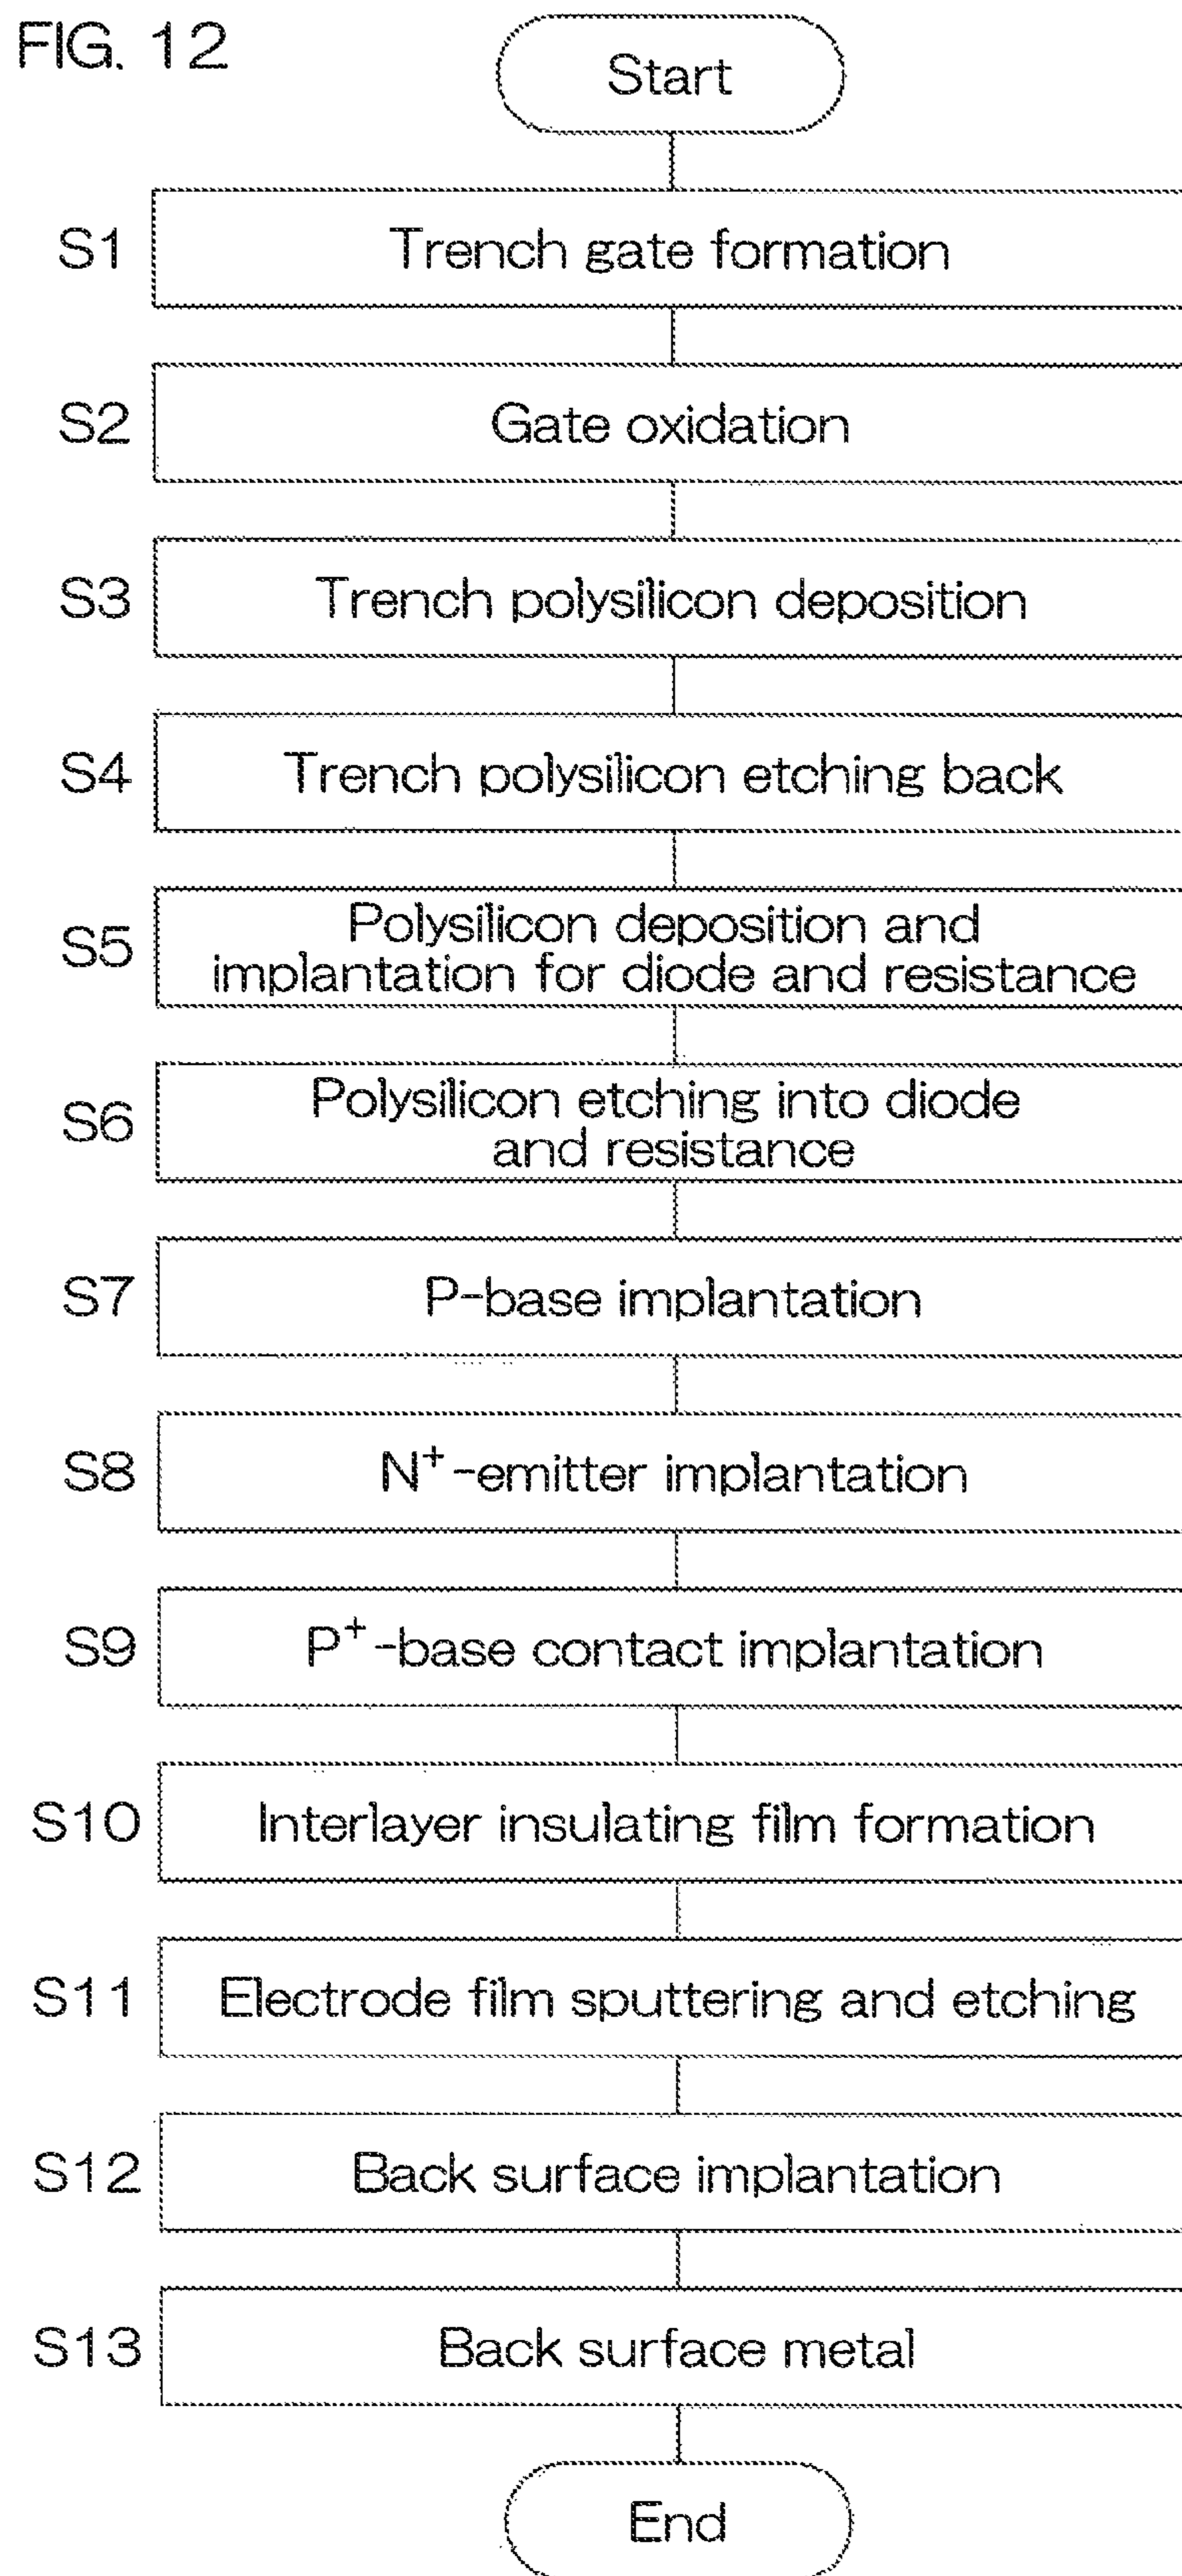 FIG. 12
Start
S1 Trench gate formation
S2 Gate oxidation
S3 Trench polysilicon deposition
S4 Trench polysilicon etching back
S5 Polysilicon deposition and
implantation for diode and resistance
S6 Polysilicon etching into diode
and resistance
S7 P-base implantation
S8 N⁺-emitter implantation
S9 P⁺-base contact implantation
S10 Interlayer insulating film formation
S11 Electrode film sputtering and etching
S12 Back surface implantation
S13 Back surface metal
End